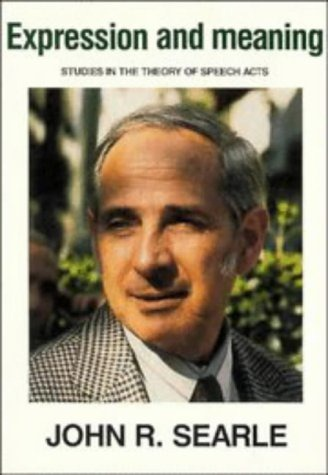 Expression and meaning
STUDIES IN THE THEORY OF SPEECH ACTS
JOHN R. SEARLE